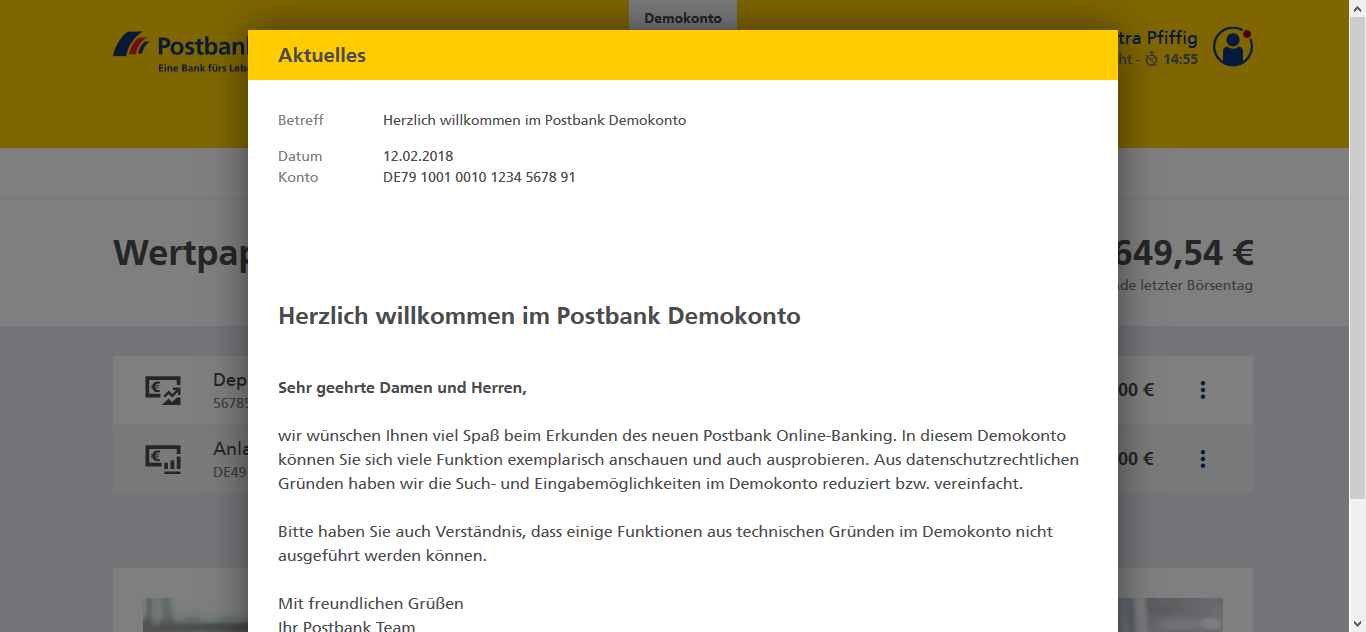 Demokonto
Postban
Eine Bank fürs Leb
tra Pfiffig
ht - 14:55
Aktuelles
Betreff Herzlich willkommen im Postbank Demokonto
Datum 12.02.2018
Konto DE79 1001 0010 1234 5678 91
Wertpap
649,54 €
de letzter Börsentag
Herzlich willkommen im Postbank Demokonto
Dep
5678
00 €
Anla
DE49
00 €
Sehr geehrte Damen und Herren,
wir wünschen Ihnen viel Spaß beim Erkunden des neuen Postbank Online-Banking. In diesem Demokonto
können Sie sich viele Funktion exemplarisch anschauen und auch ausprobieren. Aus datenschutzrechtlichen
Gründen haben wir die Such- und Eingabemöglichkeiten im Demokonto reduziert bzw. vereinfacht.
Bitte haben Sie auch Verständnis, dass einige Funktionen aus technischen Gründen im Demokonto nicht
ausgeführt werden können.
Mit freundlichen Grüßen
Ihr Postbank Team